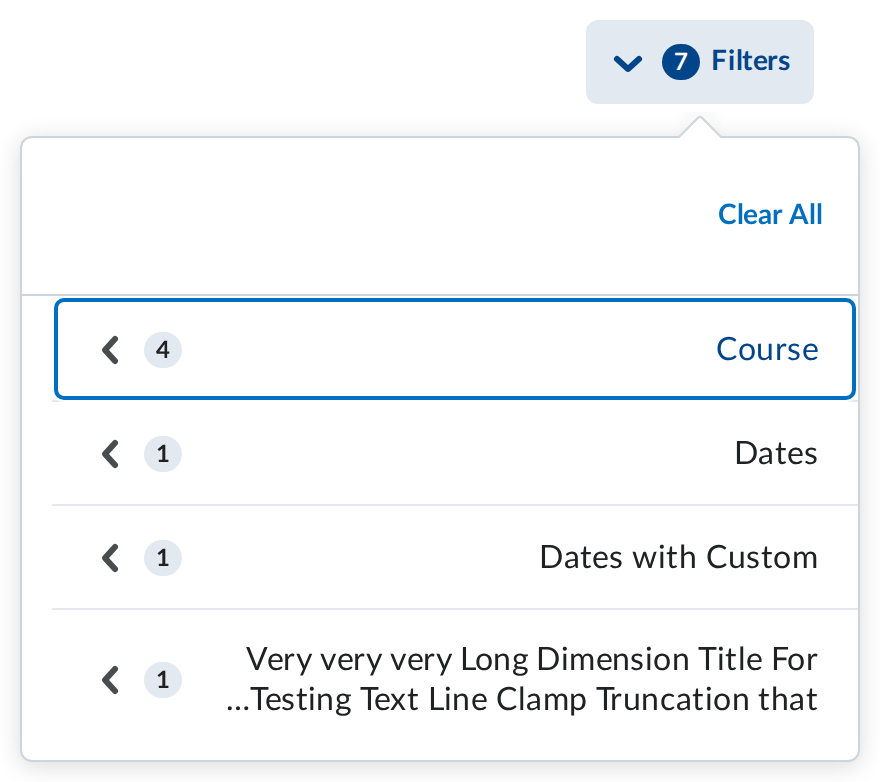 7 Filters
Clear All
Course 4
Dates 1
Dates with Custom 1
Very very very Long Dimension Title For
...Testing Text Line Clamp Truncation that
1